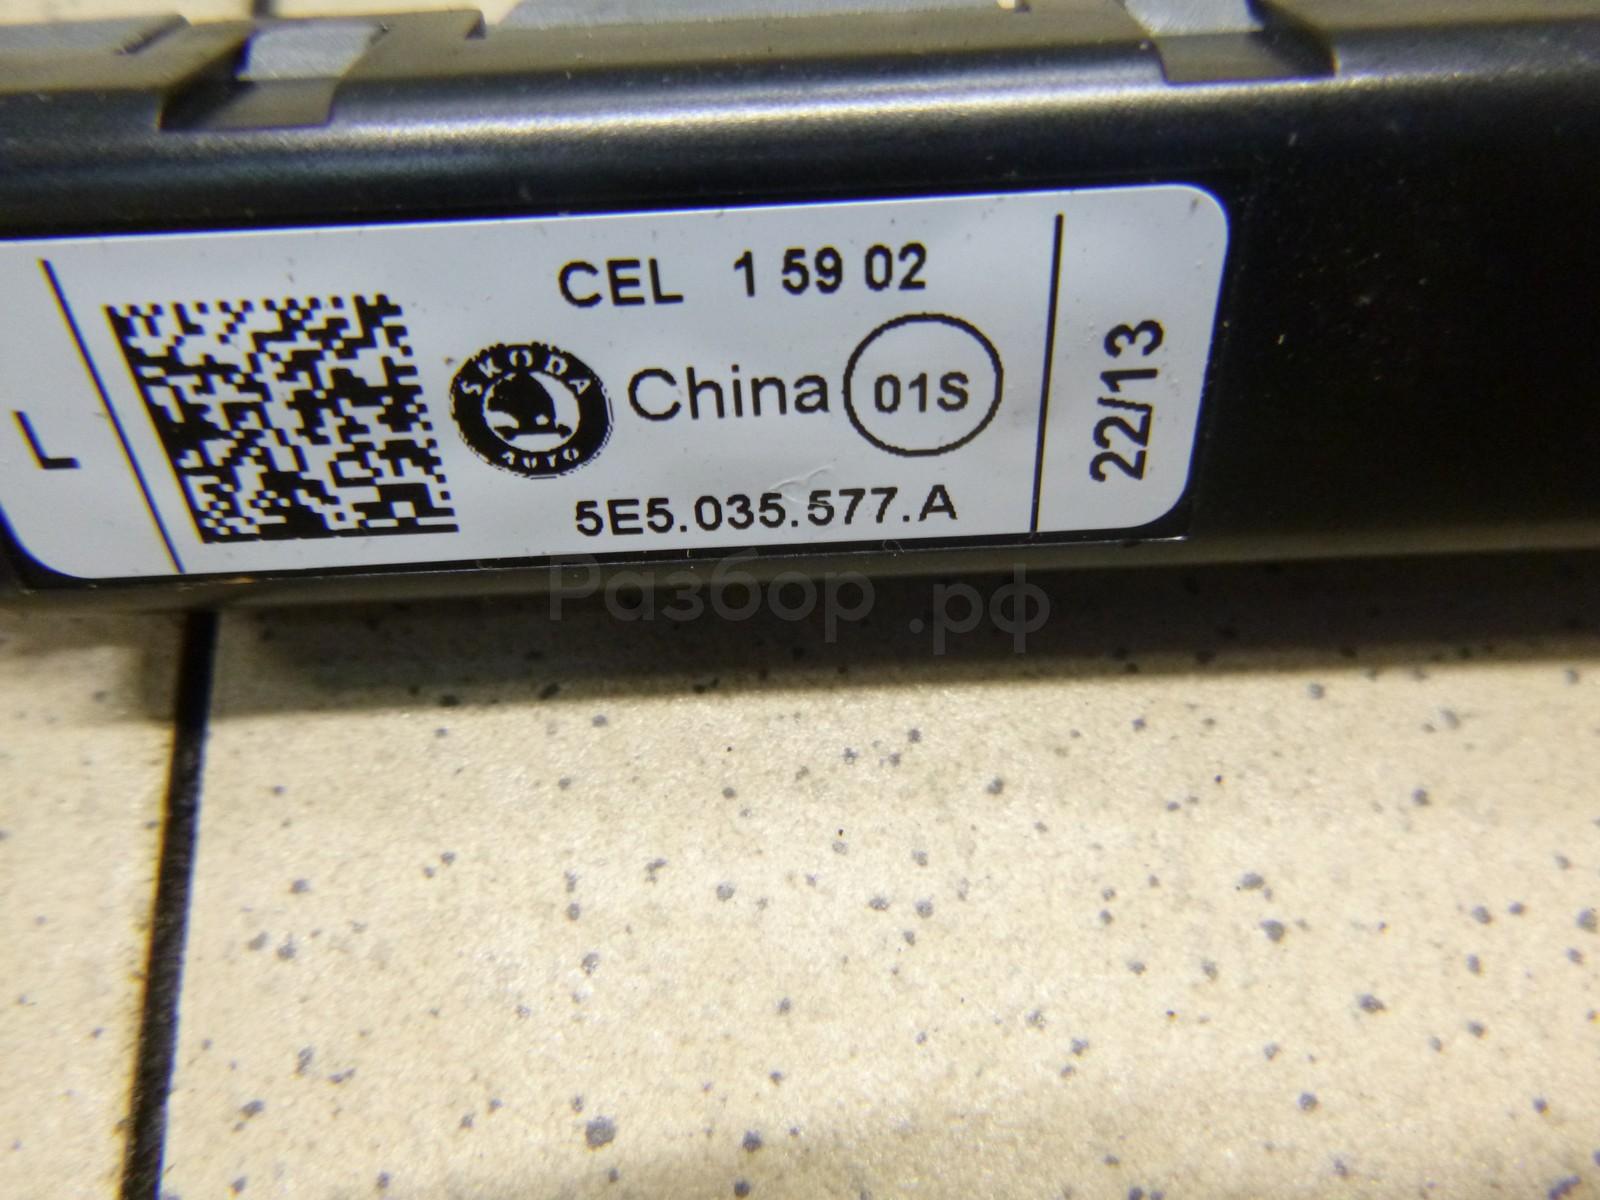 L
CEL 1 59 02
SKODA
AUTO
China 01S
5E5.035.577.A
22/13
Разбор.рф